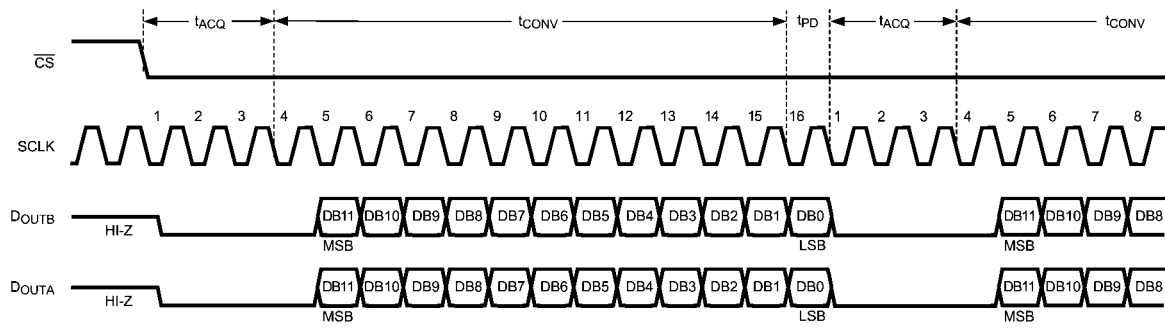 tACQ tCONV tPD tACQ tCONV
CS
1 2 3 4 5 6 7 8 9 10 11 12 13 14 15 16 1 2 3 4 5 6 7 8
SCLK
DOUTB
HI-Z
DB11 DB10 DB9 DB8 DB7 DB6 DB5 DB4 DB3 DB2 DB1 DB0 DB11 DB10 DB9 DB8
MSB LSB MSB
DOUTA
HI-Z
DB11 DB10 DB9 DB8 DB7 DB6 DB5 DB4 DB3 DB2 DB1 DB0 DB11 DB10 DB9 DB8
MSB LSB MSB